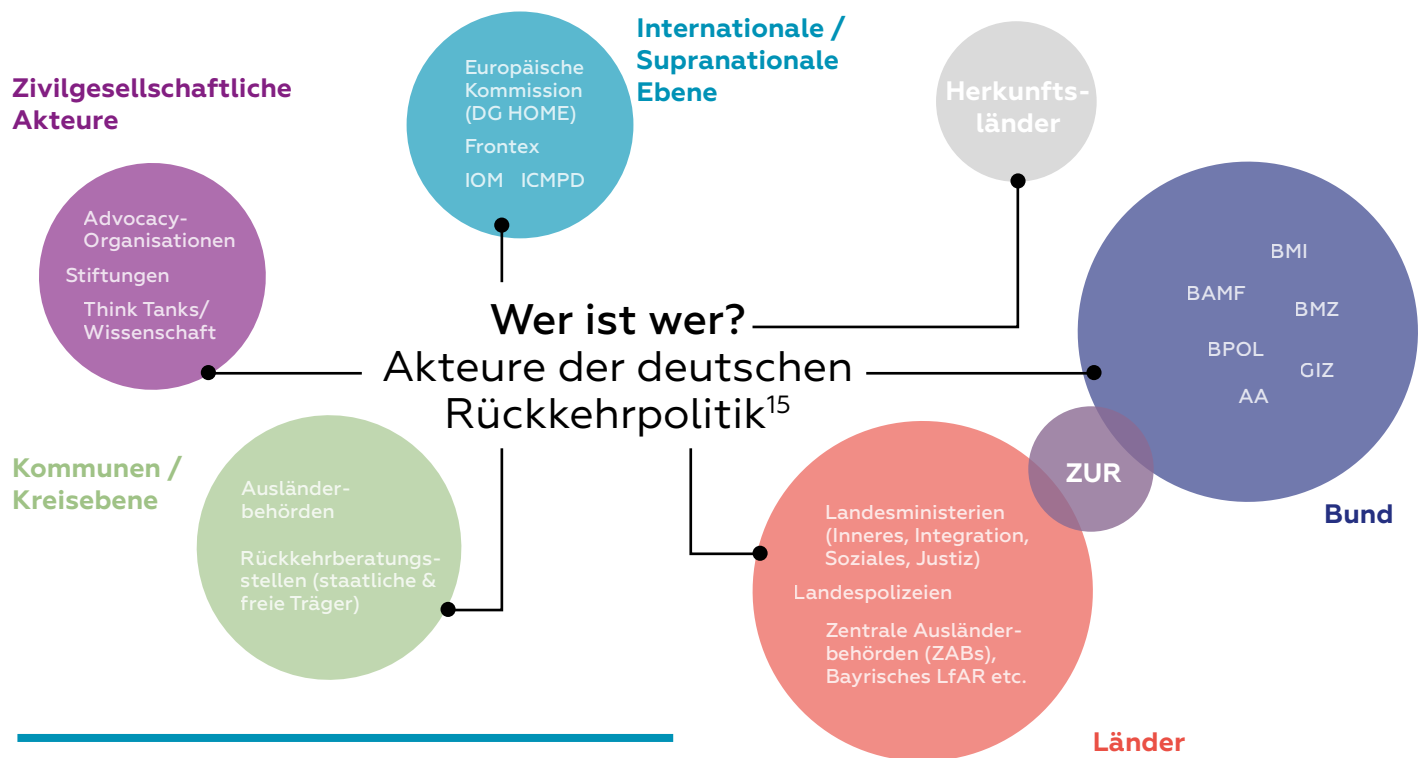 Zivilgesellschaftliche
Akteure
Advocacy-
Organisationen
Stiftungen
Think Tanks/
Wissenschaft
Internationale /
Supranationale
Ebene
Europäische
Kommission
(DG HOME)
Frontex
IOM ICMPD
Herkunfts-
länder
Wer ist wer?
Akteure der deutschen
Rückkehrpolitik15
BMI
BAMF
BMZ
BPOL
GIZ
AA
Bund
ZUR
Kommunen /
Kreisebene
Ausländer-
behörden
Rückkehrberatungs-
stellen (staatliche &
freie Träger)
Landesministerien
(Inneres, Integration,
Soziales, Justiz)
Landespolizeien
Zentrale Ausländer-
behörden (ZABs),
Bayrisches LfAR etc.
Länder